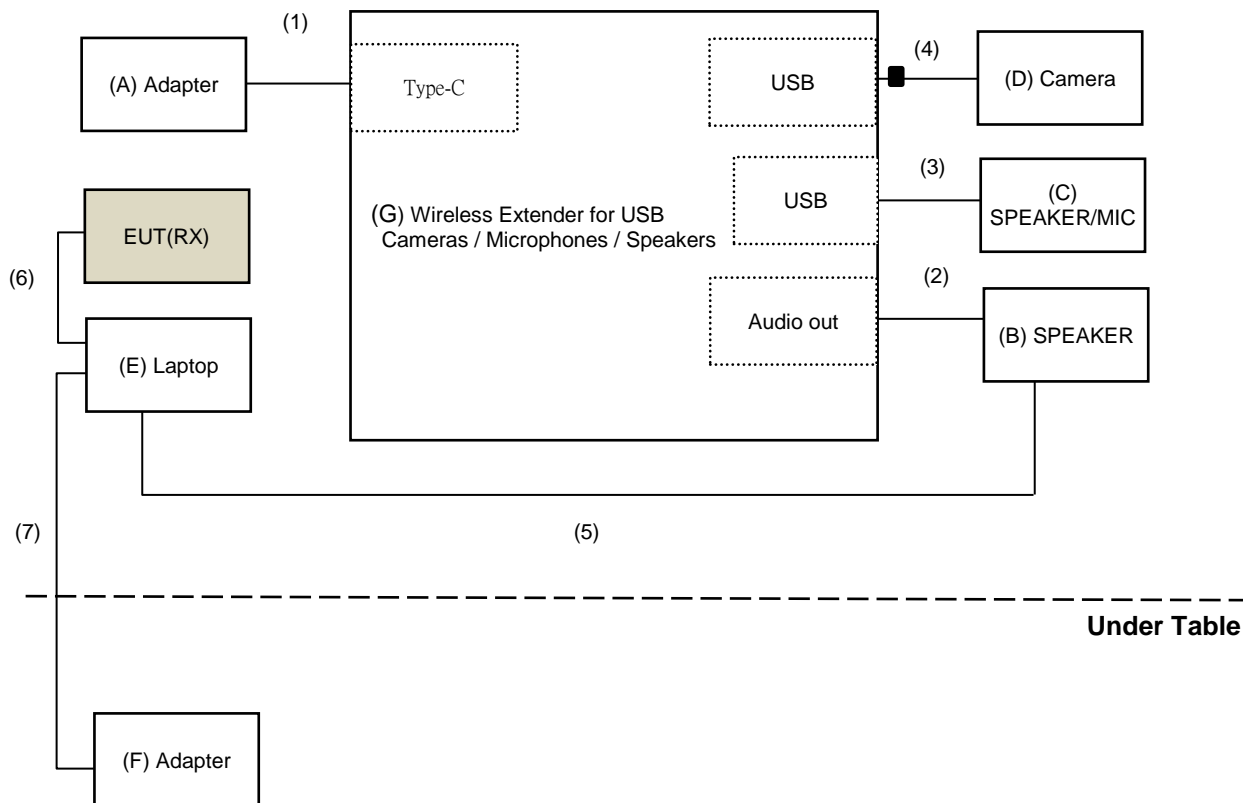 (1)
(A) Adapter
Type-C
USB
(4)
(D) Camera
EUT(RX)
(G) Wireless Extender for USB
Cameras / Microphones / Speakers
USB
(3)
(C)
SPEAKER/MIC
(6)
(E) Laptop
Audio out
(2)
(B) SPEAKER
(7)
(5)
Under Table
(F) Adapter